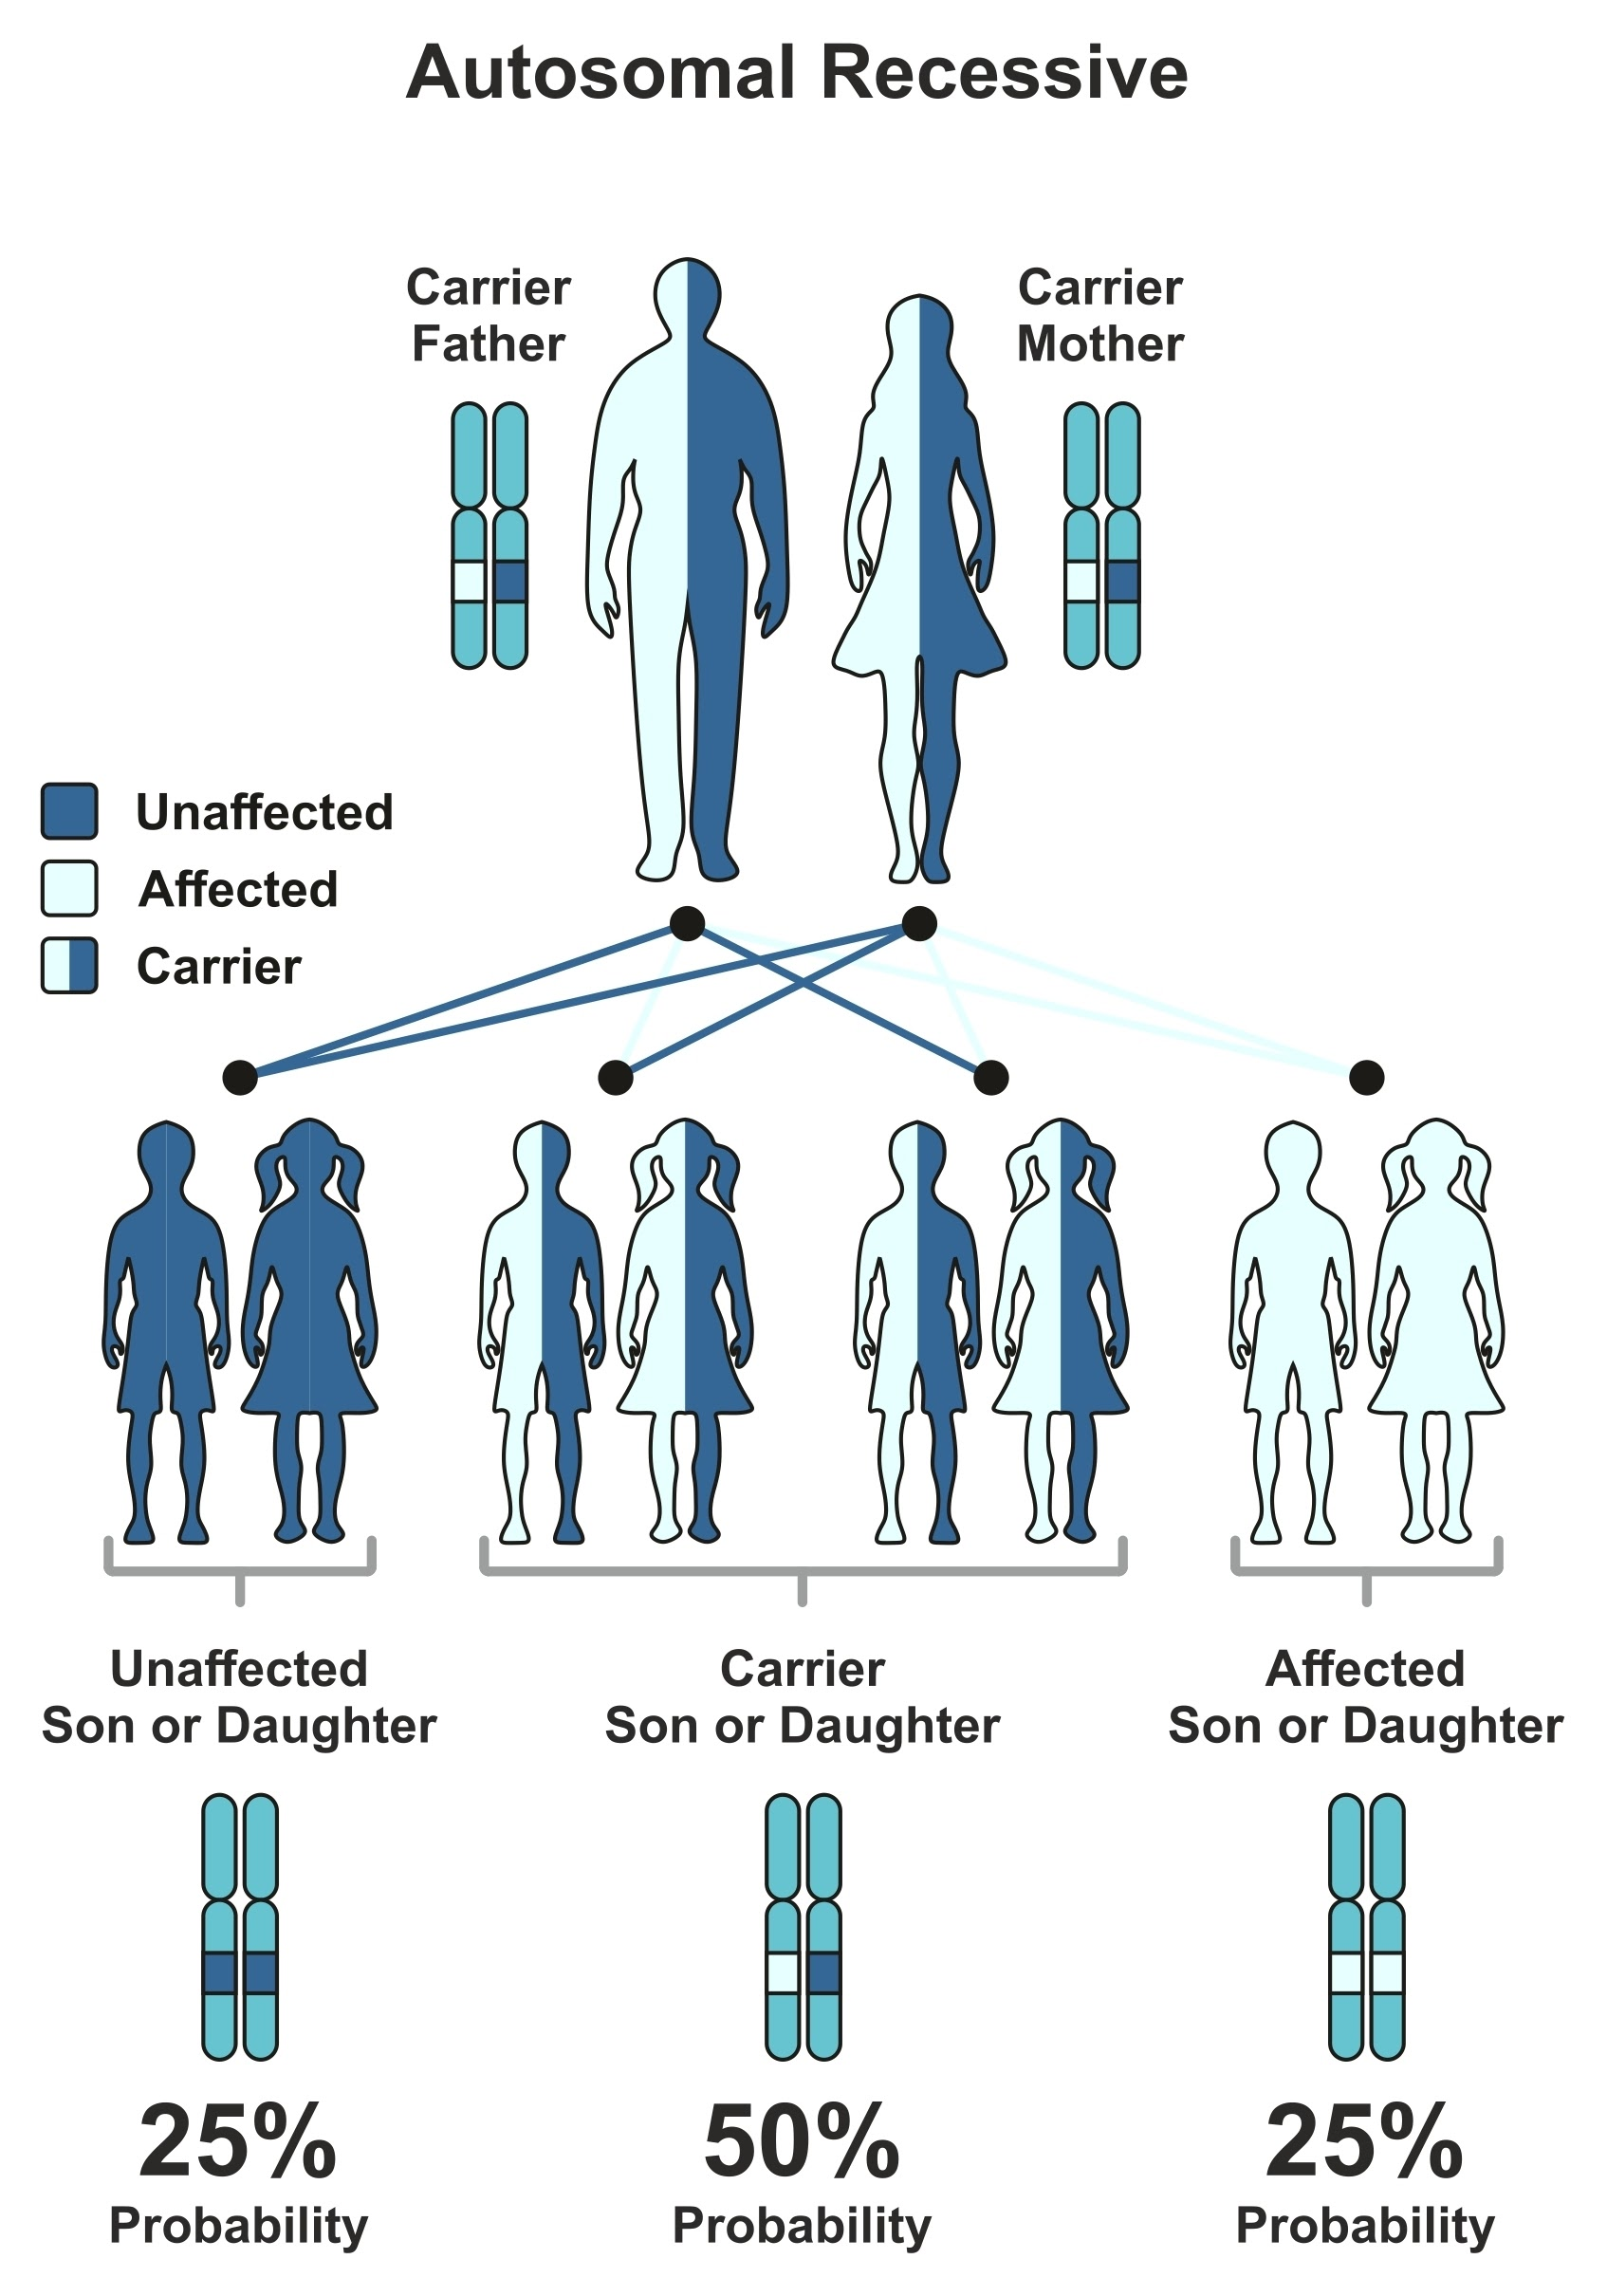 Autosomal Recessive
Carrier
Father
Carrier
Mother
Unaffected
Affected
Carrier
Unaffected
Son or Daughter
Carrier
Son or Daughter
Affected
Son or Daughter
25%
Probability
50%
Probability
25%
Probability